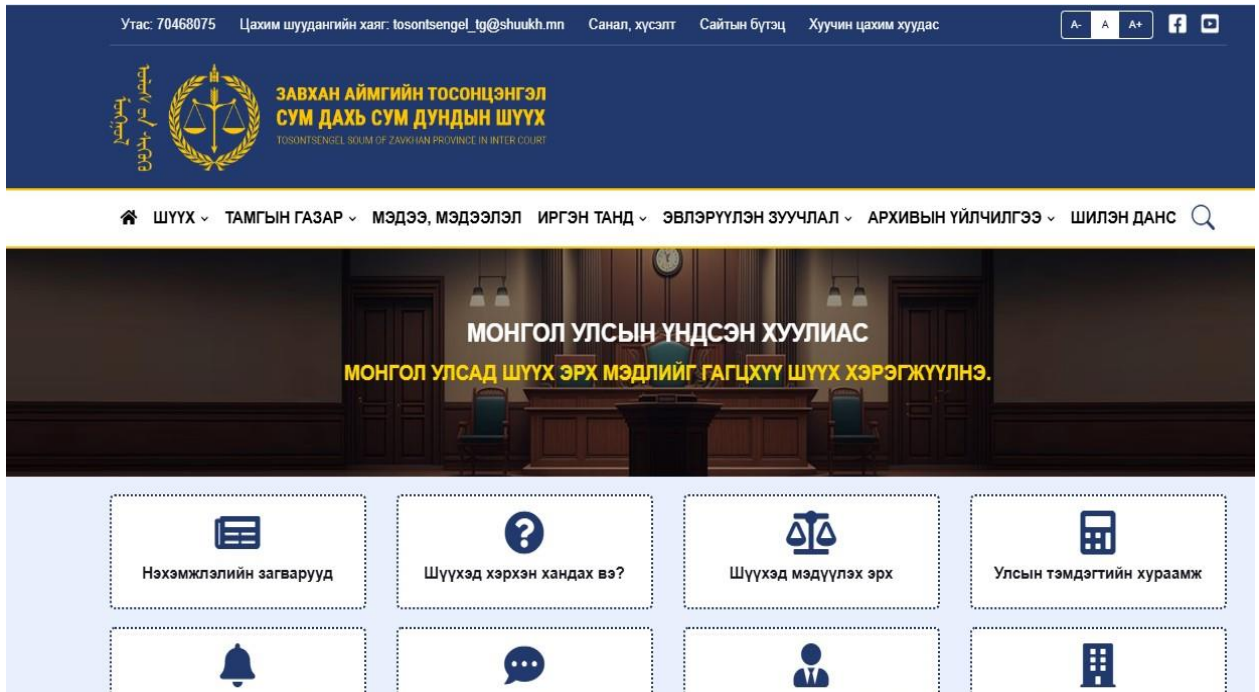 Утас: 70468075 Цахим шуудангийн хаяг: tosontsengel_tg@shuukh.mn Санал, хүсэлт Сайтын бүтэц Хуучин цахим хуудас A- A A+
ЗАВХАН АЙМГИЙН ТОСОНЦЭНГЭЛ
СУМ ДАХЬ СУМ ДУНДЫН ШҮҮХ
TOSONTSENGEL SOUM OF ZAVKHAN PROVINCE IN INTER COURT
ШҮҮХ ТАМГЫН ГАЗАР МЭДЭЭ, МЭДЭЭЛЭЛ ИРГЭН ТАНД ЭВЛЭРҮҮЛЭН ЗУУЧЛАЛ АРХИВЫН ҮЙЛЧИЛГЭЭ ШИЛЭН ДАНС
МОНГОЛ УЛСЫН ҮНДСЭН ХУУЛИАС
МОНГОЛ УЛСАД ШҮҮХ ЭРХ МЭДЛИЙГ ГАГЦХҮҮ ШҮҮХ ХЭРЭГЖҮҮЛНЭ.
Нэхэмжлэлийн загварууд Шүүхэд хэрхэн хандах вэ? Шүүхэд мэдүүлэх эрх Улсын тэмдэгтийн хураамж